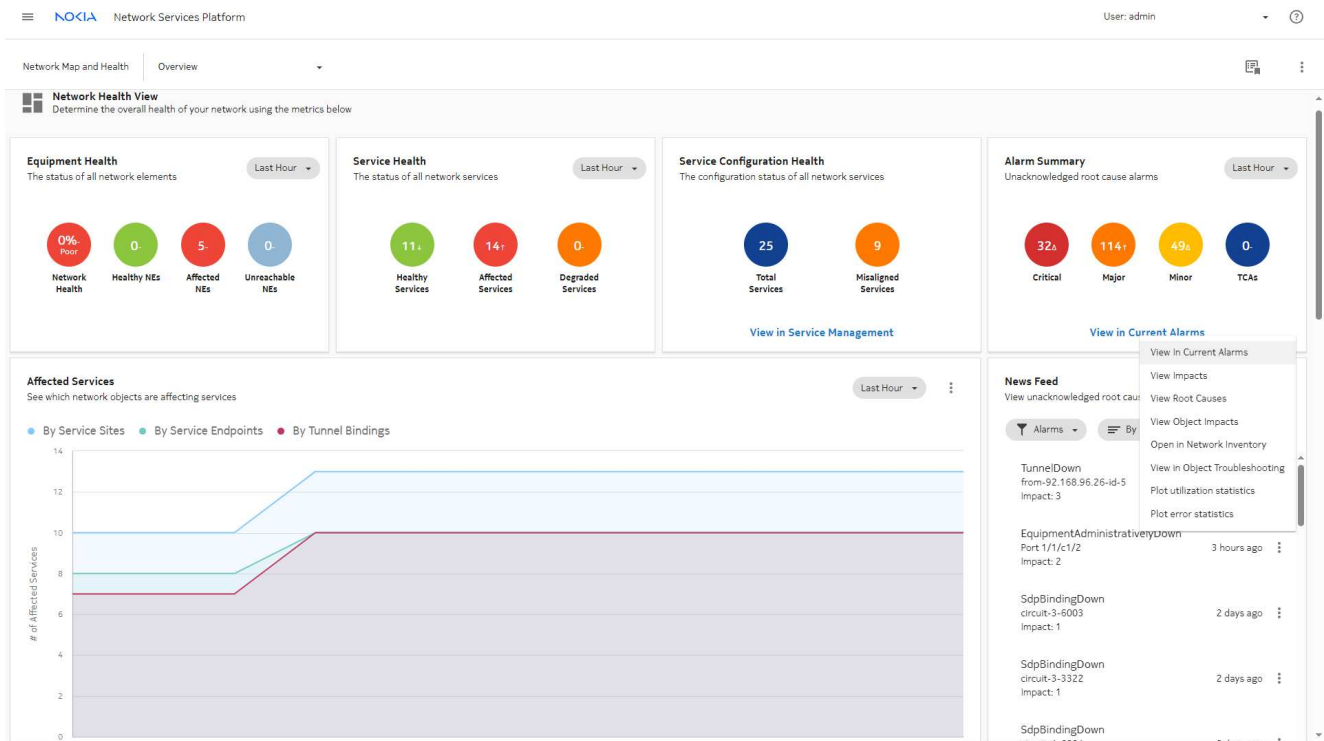 NOKIA Network Services Platform
User: admin
Network Map and Health
Overview
Network Health View
Determine the overall health of your network using the metrics below
Equipment Health
The status of all network elements
Last Hour
0%-
Poor
Network
Health
0-
Healthy NEs
5-
Affected
NEs
0-
Unreachable
NEs
Service Health
The status of all network services
Last Hour
11↓
Healthy
Services
14↑
Affected
Services
0-
Degraded
Services
Service Configuration Health
The configuration status of all network services
25
Total
Services
9
Misaligned
Services
View in Service Management
Alarm Summary
Unacknowledged root cause alarms
Last Hour
32Δ
Critical
114↑
Major
49Δ
Minor
0-
TCAs
View in Current Alarms
View In Current Alarms
View Impacts
View Root Causes
View Object Impacts
Open in Network Inventory
View in Object Troubleshooting
Plot utilization statistics
Plot error statistics
Affected Services
See which network objects are affecting services
Last Hour
By Service Sites
By Service Endpoints
By Tunnel Bindings
# of Affected Services
14
12
10
8
6
4
2
0
News Feed
View unacknowledged root cau
Alarms
By
TunnelDown
from-92.168.96.26-id-5
Impact: 3
EquipmentAdministrativelyDown
Port 1/1/c1/2
3 hours ago
Impact: 2
SdpBindingDown
circuit-3-6003
2 days ago
Impact: 1
SdpBindingDown
circuit-3-3322
2 days ago
Impact: 1
SdpBindingDown